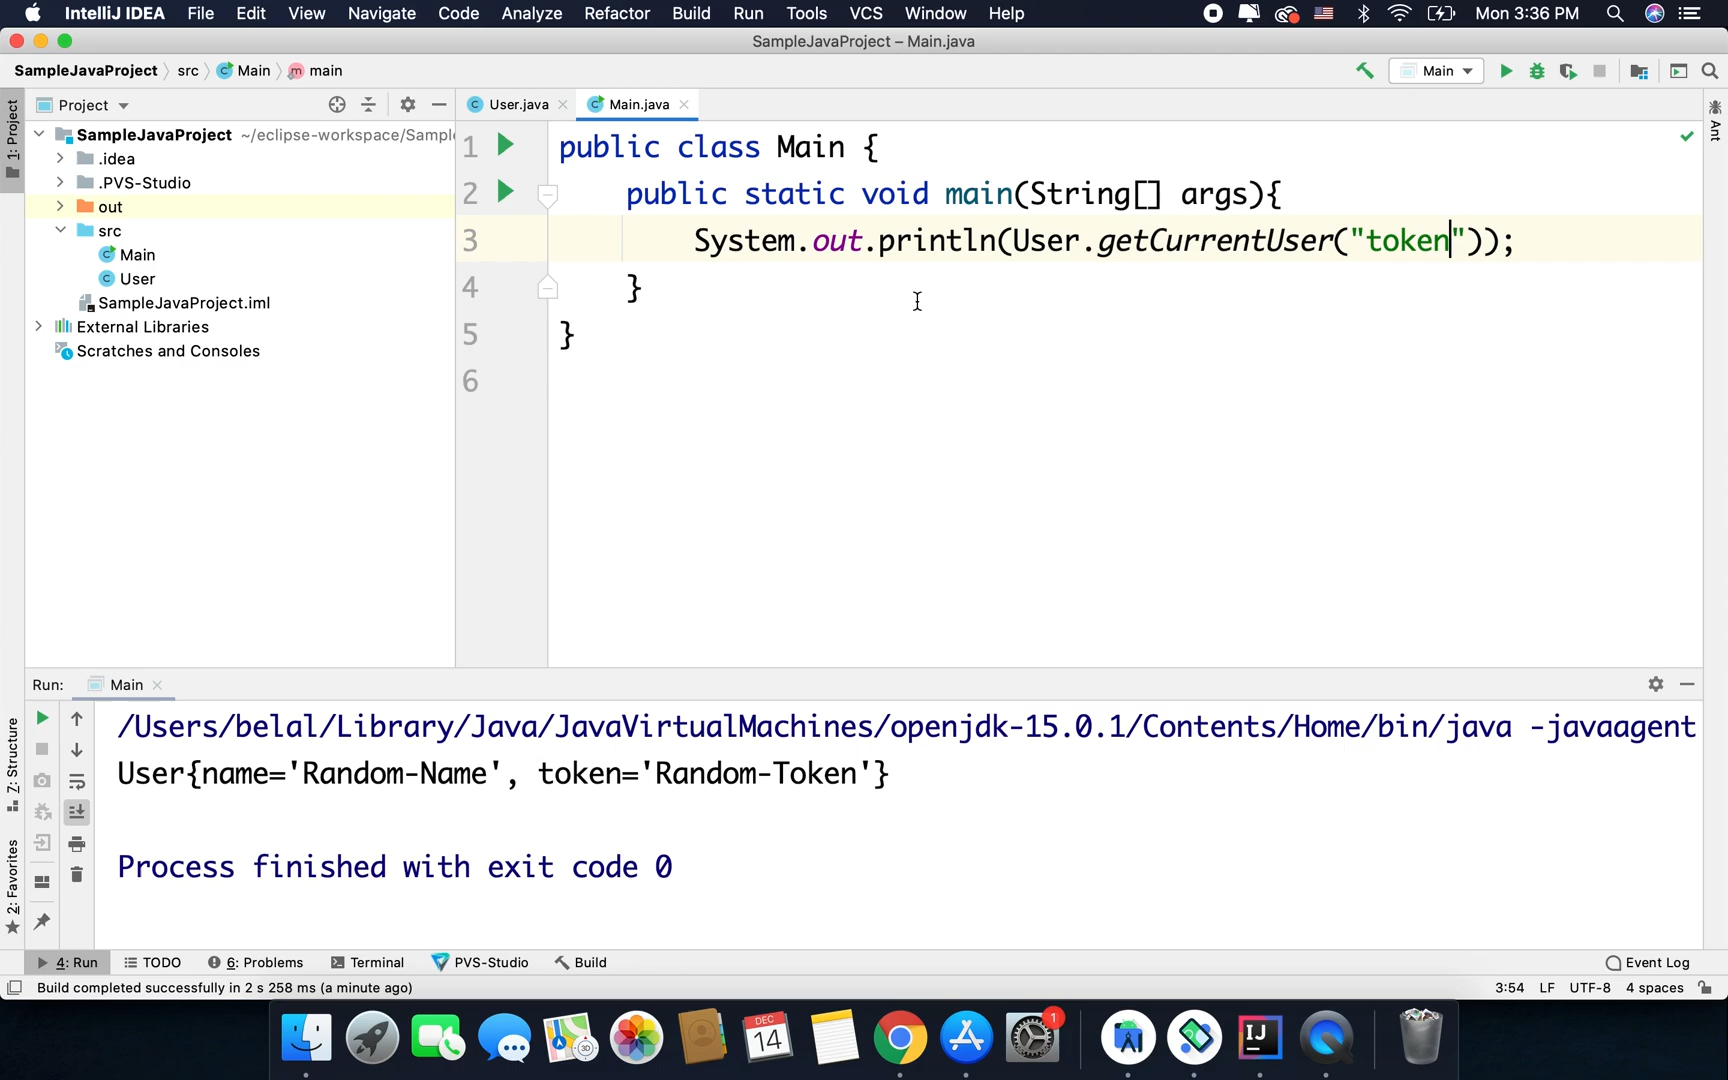 IntelliJ IDEA File Edit View Navigate Code Analyze Refactor Build Run Tools VCS Window Help Mon 3:36 PM
SampleJavaProject – Main.java
SampleJavaProject src Main main
Main
1: Project
Project
User.java
Main.java
Ant
SampleJavaProject ~/eclipse-workspace/Sampl
.idea
.PVS-Studio
out
src
Main
User
SampleJavaProject.iml
External Libraries
Scratches and Consoles
1 public class Main {
2 public static void main(String[] args){
3 System.out.println(User.getCurrentUser("token"));
4 }
5 }
6
Run: Main
/Users/belal/Library/Java/JavaVirtualMachines/openjdk-15.0.1/Contents/Home/bin/java -javaagent
User{name='Random-Name', token='Random-Token'}
Process finished with exit code 0
Z: Structure
2: Favorites
4: Run TODO 6: Problems Terminal PVS-Studio Build Event Log
Build completed successfully in 2 s 258 ms (a minute ago) 3:54 LF UTF-8 4 spaces
DEC
14
1
IJ